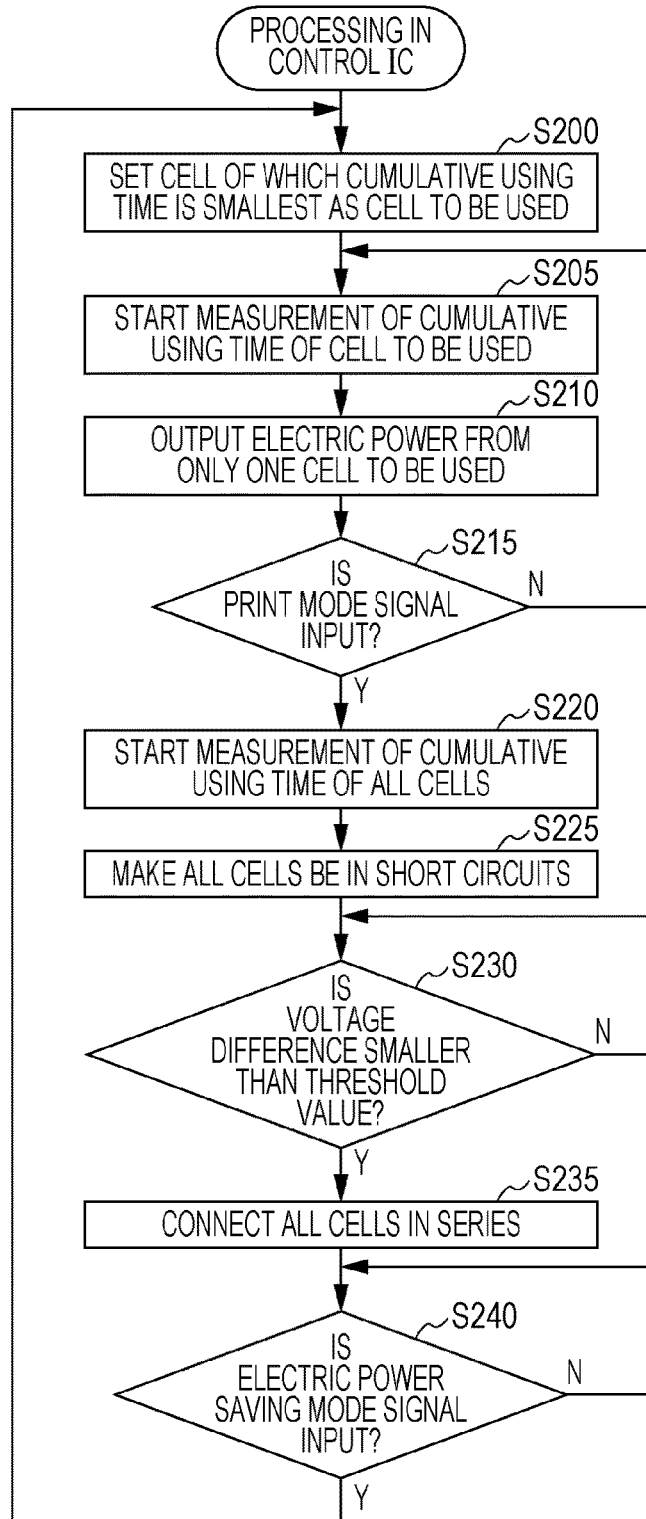 PROCESSING IN
CONTROL IC
S200
SET CELL OF WHICH CUMULATIVE USING
TIME IS SMALLEST AS CELL TO BE USED
S205
START MEASUREMENT OF CUMULATIVE
USING TIME OF CELL TO BE USED
S210
OUTPUT ELECTRIC POWER FROM
ONLY ONE CELL TO BE USED
S215
IS
PRINT MODE SIGNAL
INPUT?
N
Y
S220
START MEASUREMENT OF CUMULATIVE
USING TIME OF ALL CELLS
S225
MAKE ALL CELLS BE IN SHORT CIRCUITS
S230
IS
VOLTAGE
DIFFERENCE SMALLER
THAN THRESHOLD
VALUE?
N
Y
S235
CONNECT ALL CELLS IN SERIES
S240
IS
ELECTRIC POWER
SAVING MODE SIGNAL
INPUT?
N
Y